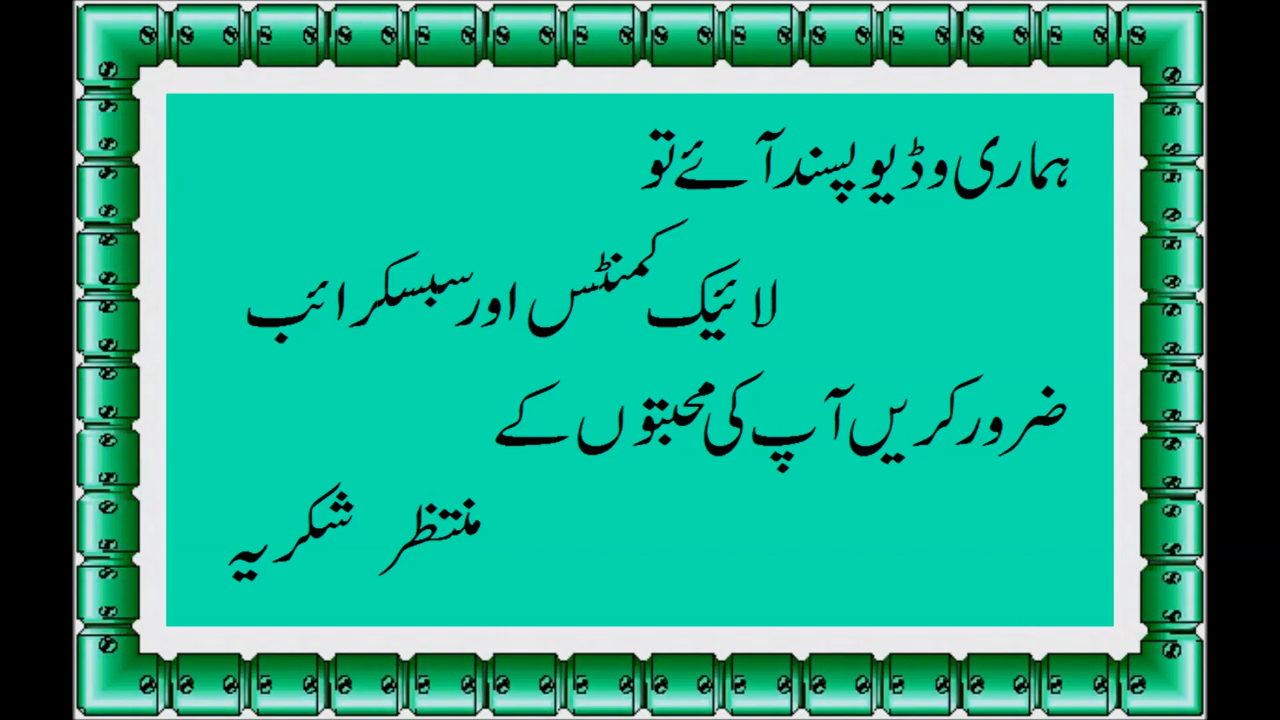 ہماری وڈیو پسند آئے تو
لائیک کمنٹس اور سبسکرائب
ضرور کریں آپ کی محبتوں کے
منتظر شکریہ